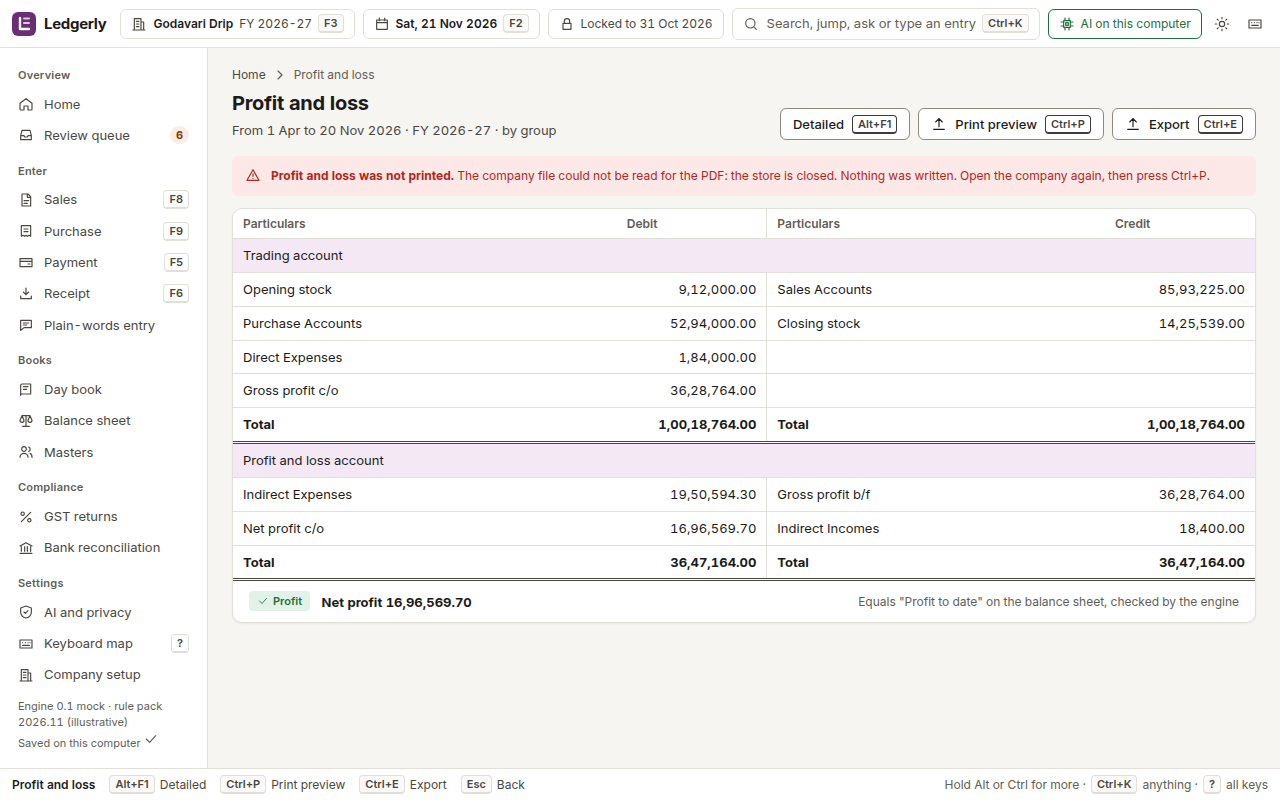 Ledgerly
Godavari Drip FY 2026-27 F3
Sat, 21 Nov 2026 F2
Locked to 31 Oct 2026
Search, jump, ask or type an entry Ctrl+K
AI on this computer
Overview
Home
Review queue 6
Enter
Sales F8
Purchase F9
Payment F5
Receipt F6
Plain-words entry
Books
Day book
Balance sheet
Masters
Compliance
GST returns
Bank reconciliation
Settings
AI and privacy
Keyboard map ?
Company setup
Engine 0.1 mock · rule pack
2026.11 (illustrative)
Saved on this computer
Home Profit and loss
Profit and loss
From 1 Apr to 20 Nov 2026 · FY 2026-27 · by group
Detailed Alt+F1
Print preview Ctrl+P
Export Ctrl+E
Profit and loss was not printed. The company file could not be read for the PDF: the store is closed. Nothing was written. Open the company again, then press Ctrl+P.
Particulars Debit Particulars Credit
Trading account
Opening stock 9,12,000.00 Sales Accounts 85,93,225.00
Purchase Accounts 52,94,000.00 Closing stock 14,25,539.00
Direct Expenses 1,84,000.00
Gross profit c/o 36,28,764.00
Total 1,00,18,764.00 Total 1,00,18,764.00
Profit and loss account
Indirect Expenses 19,50,594.30 Gross profit b/f 36,28,764.00
Net profit c/o 16,96,569.70 Indirect Incomes 18,400.00
Total 36,47,164.00 Total 36,47,164.00
Profit Net profit 16,96,569.70 Equals "Profit to date" on the balance sheet, checked by the engine
Profit and loss Alt+F1 Detailed Ctrl+P Print preview Ctrl+E Export Esc Back
Hold Alt or Ctrl for more · Ctrl+K anything · ? all keys